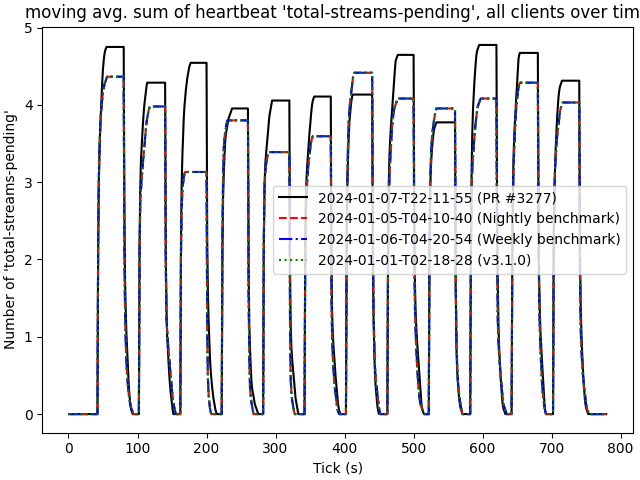 moving avg. sum of heartbeat 'total-streams-pending', all clients over tim
Number of 'total-streams-pending'
5
4
3
2
1
0
2024-01-07-T22-11-55 (PR #3277)
2024-01-05-T04-10-40 (Nightly benchmark)
2024-01-06-T04-20-54 (Weekly benchmark)
2024-01-01-T02-18-28 (v3.1.0)
0 100 200 300 400 500 600 700 800
Tick (s)